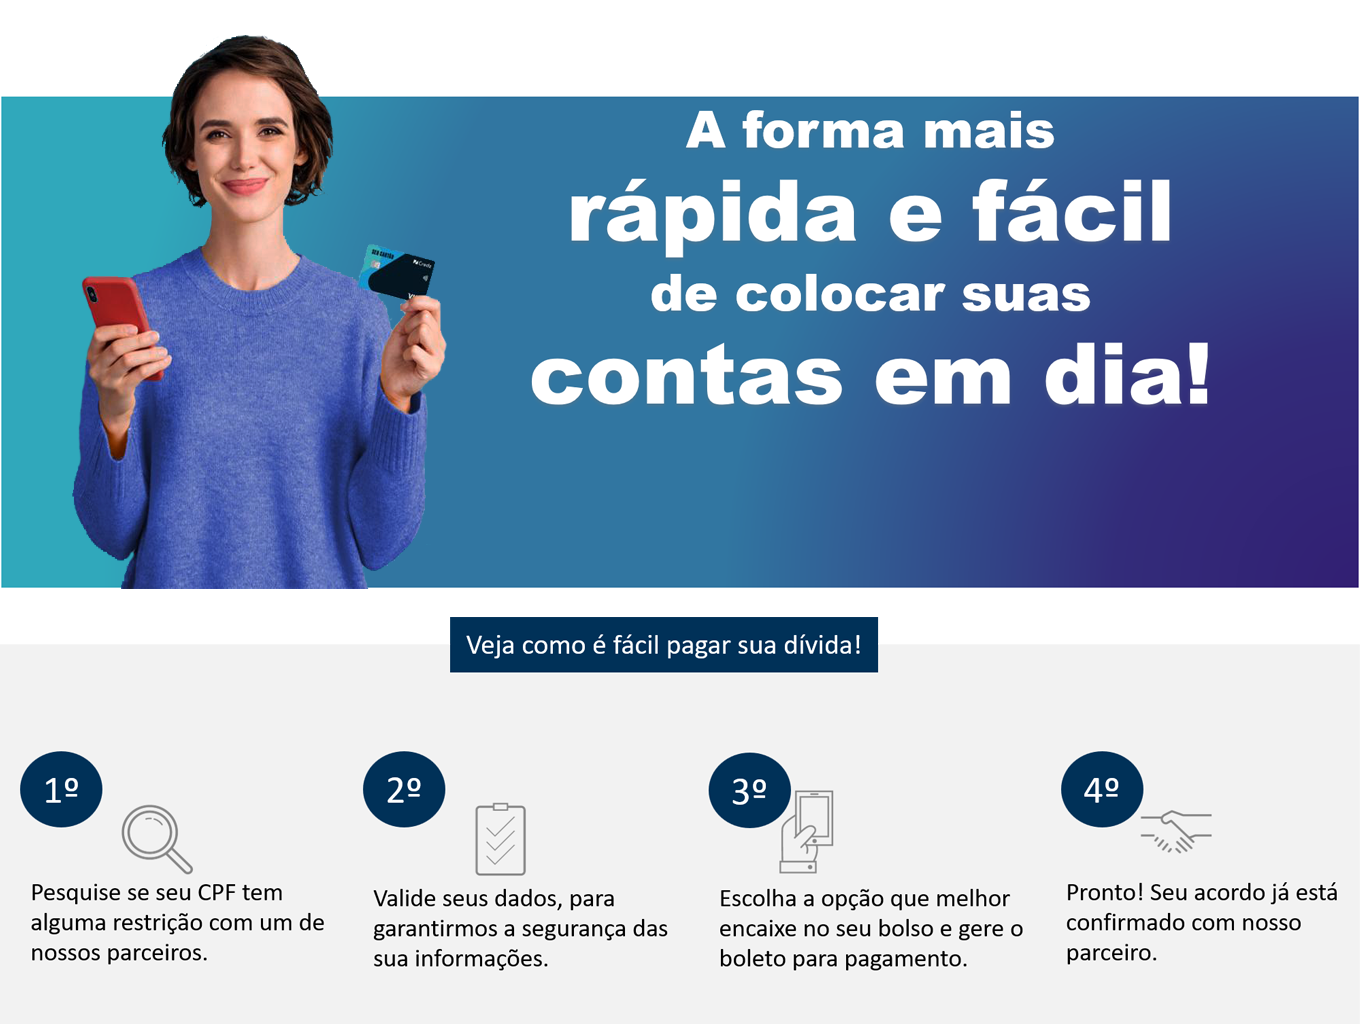 A forma mais
rápida e fácil
de colocar suas
contas em dia!
Veja como é fácil pagar sua dívida!
1º
Pesquise se seu CPF tem
alguma restrição com um de
nossos parceiros.
2º
Valide seus dados, para
garantirmos a segurança das
sua informações.
3º
Escolha a opção que melhor
encaixe no seu bolso e gere o
boleto para pagamento.
4º
Pronto! Seu acordo já está
confirmado com nosso
parceiro.